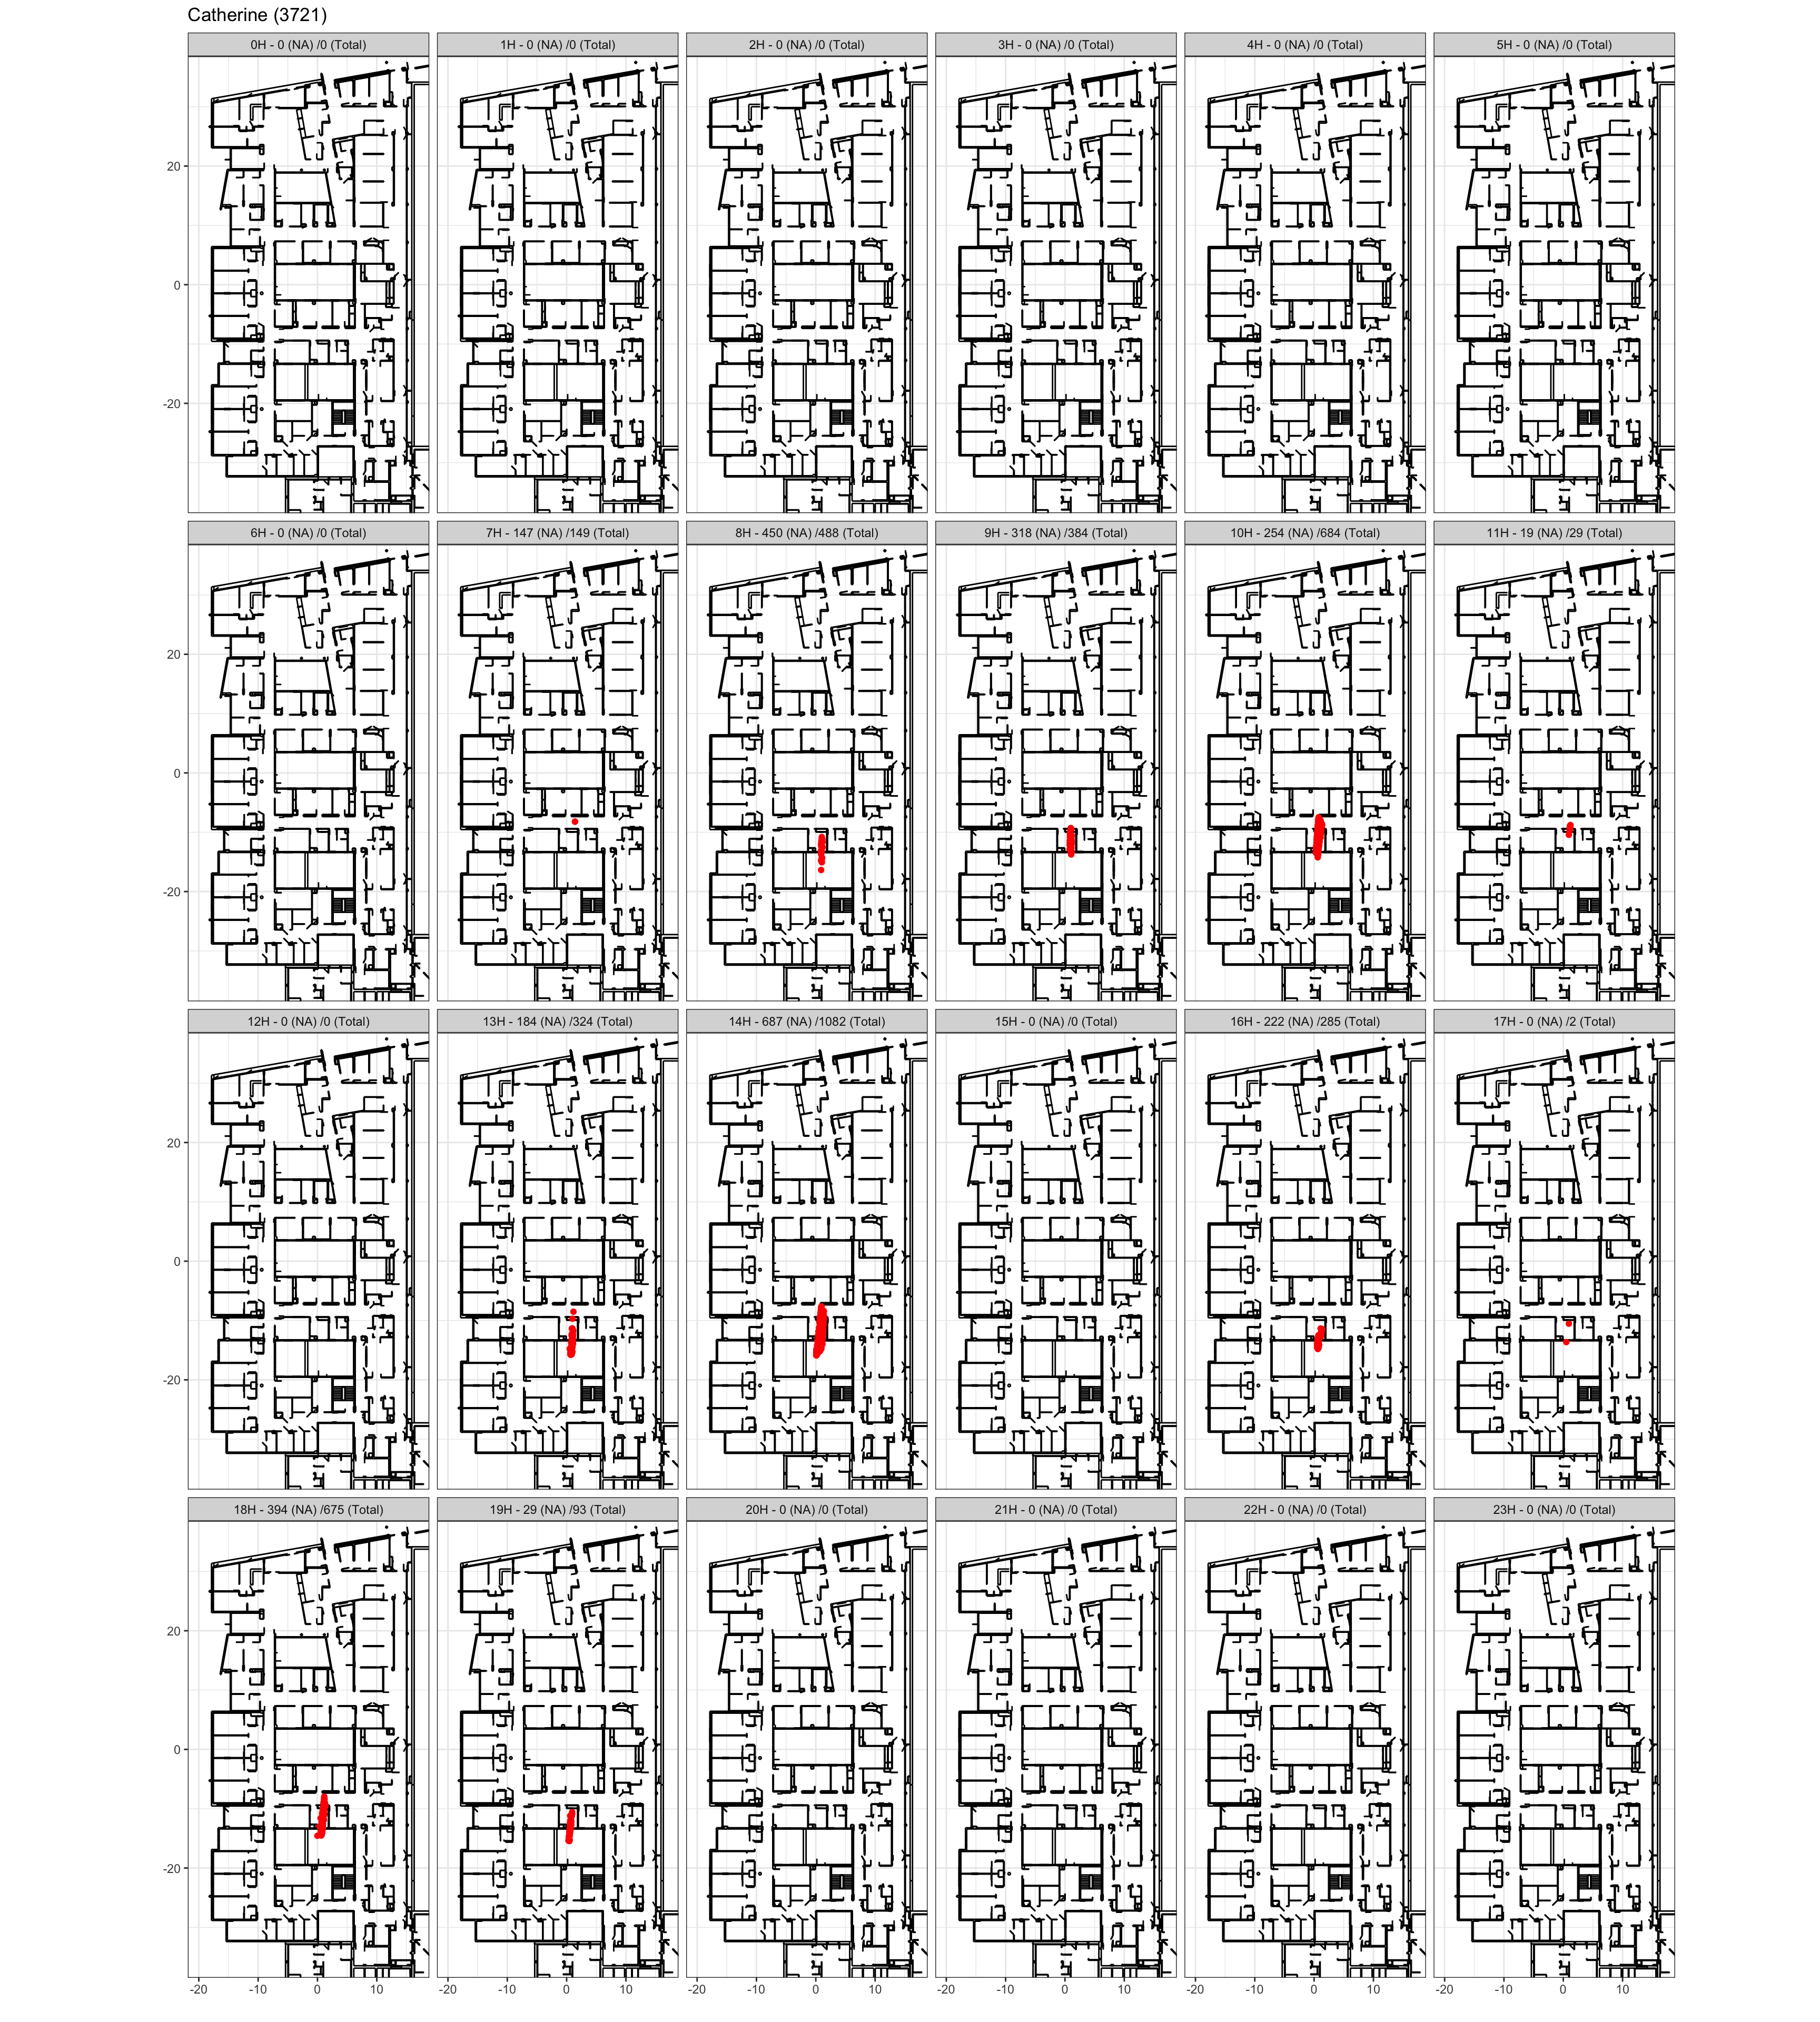 Catherine (3721)
0H - 0 (NA) /0 (Total) 1H - 0 (NA) /0 (Total) 2H - 0 (NA) /0 (Total) 3H - 0 (NA) /0 (Total) 4H - 0 (NA) /0 (Total) 5H - 0 (NA) /0 (Total)
20
0
-20
6H - 0 (NA) /0 (Total) 7H - 147 (NA) /149 (Total) 8H - 450 (NA) /488 (Total) 9H - 318 (NA) /384 (Total) 10H - 254 (NA) /684 (Total) 11H - 19 (NA) /29 (Total)
20
0
-20
12H - 0 (NA) /0 (Total) 13H - 184 (NA) /324 (Total) 14H - 687 (NA) /1082 (Total) 15H - 0 (NA) /0 (Total) 16H - 222 (NA) /285 (Total) 17H - 0 (NA) /2 (Total)
20
0
-20
18H - 394 (NA) /675 (Total) 19H - 29 (NA) /93 (Total) 20H - 0 (NA) /0 (Total) 21H - 0 (NA) /0 (Total) 22H - 0 (NA) /0 (Total) 23H - 0 (NA) /0 (Total)
20
0
-20
-20 -10 0 10 -20 -10 0 10 -20 -10 0 10 -20 -10 0 10 -20 -10 0 10 -20 -10 0 10